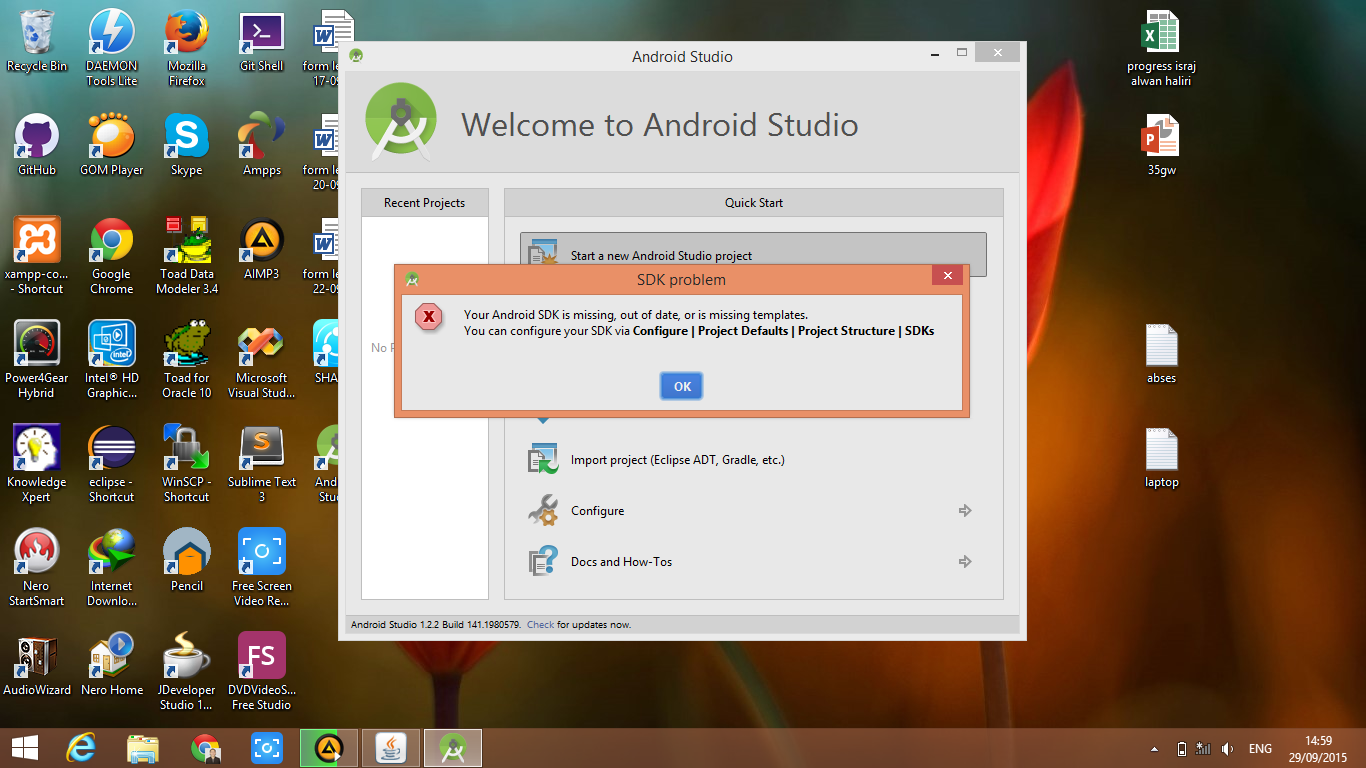 Recycle Bin
DAEMON Tools Lite
Mozilla Firefox
Git Shell
form le
17-09
GitHub
GOM Player
Skype
Ampps
form le
20-09
xampp-co...
- Shortcut
Google Chrome
Toad Data Modeler 3.4
AIMP3
form le
22-09
Power4Gear Hybrid
Intel® HD Graphic...
Toad for Oracle 10
Microsoft Visual Stud...
SHA
Knowledge Xpert
eclipse - Shortcut
WinSCP - Shortcut
Sublime Text 3
And
Stu
Nero StartSmart
Internet Downlo...
Pencil
Free Screen Video Re...
AudioWizard
Nero Home
JDeveloper Studio 1...
FS
DVDVideoS...
Free Studio
Android Studio
Welcome to Android Studio
Recent Projects
Quick Start
Start a new Android Studio project
No P
SDK problem
Your Android SDK is missing, out of date, or is missing templates.
You can configure your SDK via Configure | Project Defaults | Project Structure | SDKs
OK
Import project (Eclipse ADT, Gradle, etc.)
Configure
Docs and How-Tos
Android Studio 1.2.2 Build 141.1980579. Check for updates now.
progress israj alwan haliri
35gw
abses
laptop
ENG
14:59
29/09/2015